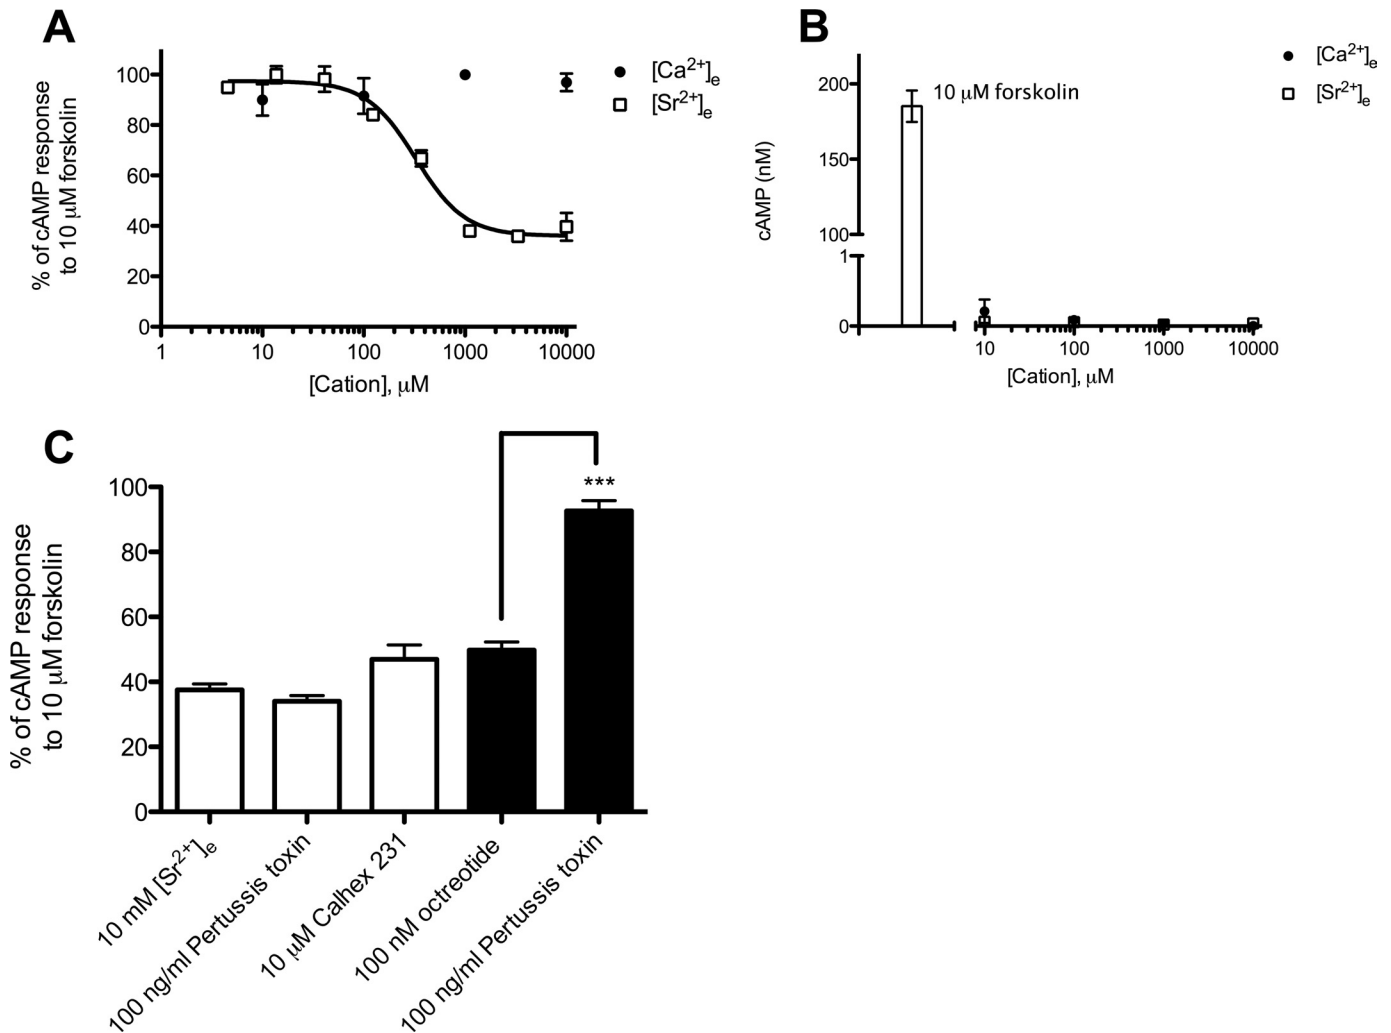 A
% of cAMP response
to 10 μM forskolin
100
80
60
40
20
0
1
10
100
1000
10000
[Cation], μM
[Ca2+]e
[Sr2+]e
B
cAMP (nM)
200
150
100
1
0
10 μM forskolin
10
100
1000
10000
[Cation], μM
[Ca2+]e
[Sr2+]e
C
% of cAMP response
to 10 μM forskolin
100
80
60
40
20
0
***
10 mM [Sr2+]e
100 ng/ml Pertussis toxin
10 μM Calhex 231
100 nM octreotide
100 ng/ml Pertussis toxin